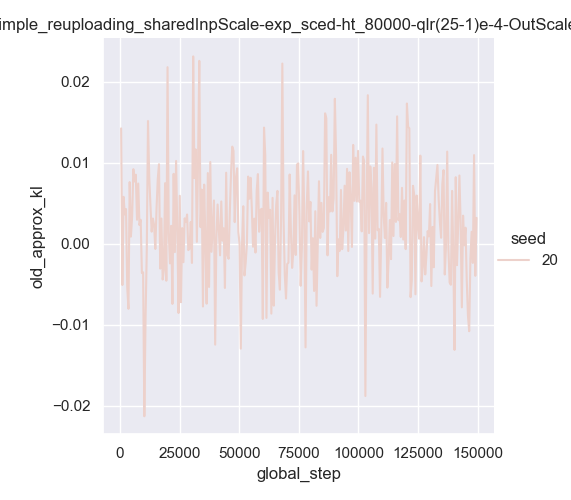 imple_reuploading_sharedInpScale-exp_sced-ht_80000-qlr(25-1)e-4-OutScale
0.02
0.01
0.00
−0.01
−0.02
old_approx_kl
0 25000 50000 75000 100000 125000 150000
global_step
seed
20